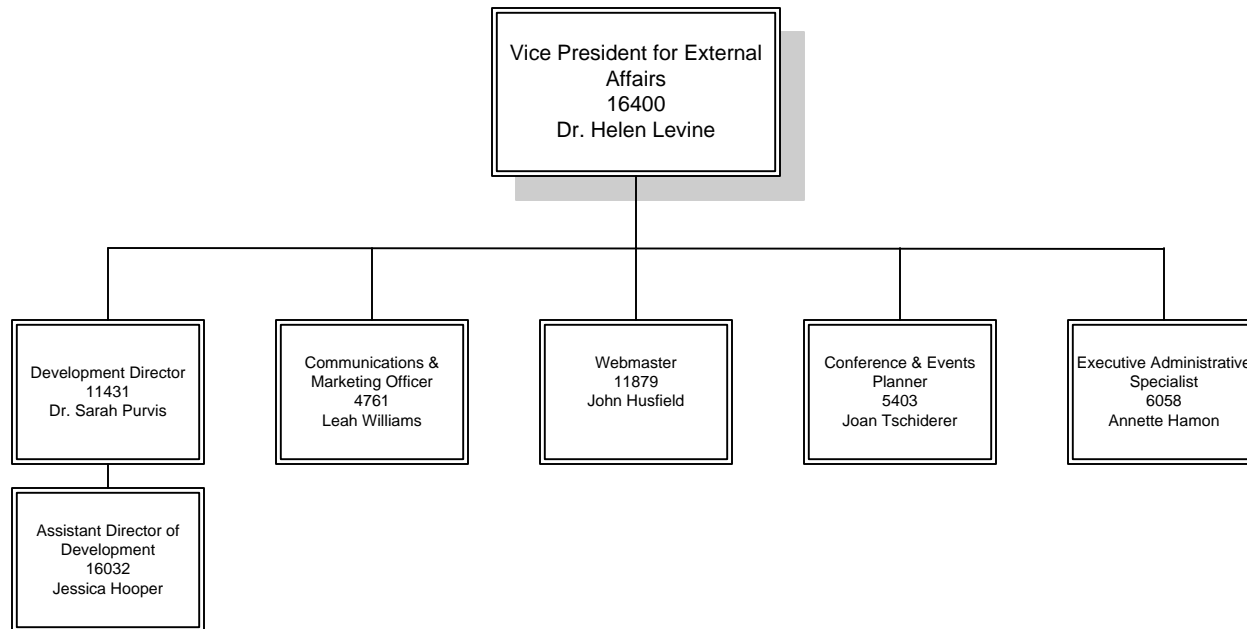 Vice President for External
Affairs
16400
Dr. Helen Levine
Development Director
11431
Dr. Sarah Purvis
Communications &
Marketing Officer
4761
Leah Williams
Webmaster
11879
John Husfield
Conference & Events
Planner
5403
Joan Tschiderer
Executive Administrative
Specialist
6058
Annette Hamon
Assistant Director of
Development
16032
Jessica Hooper